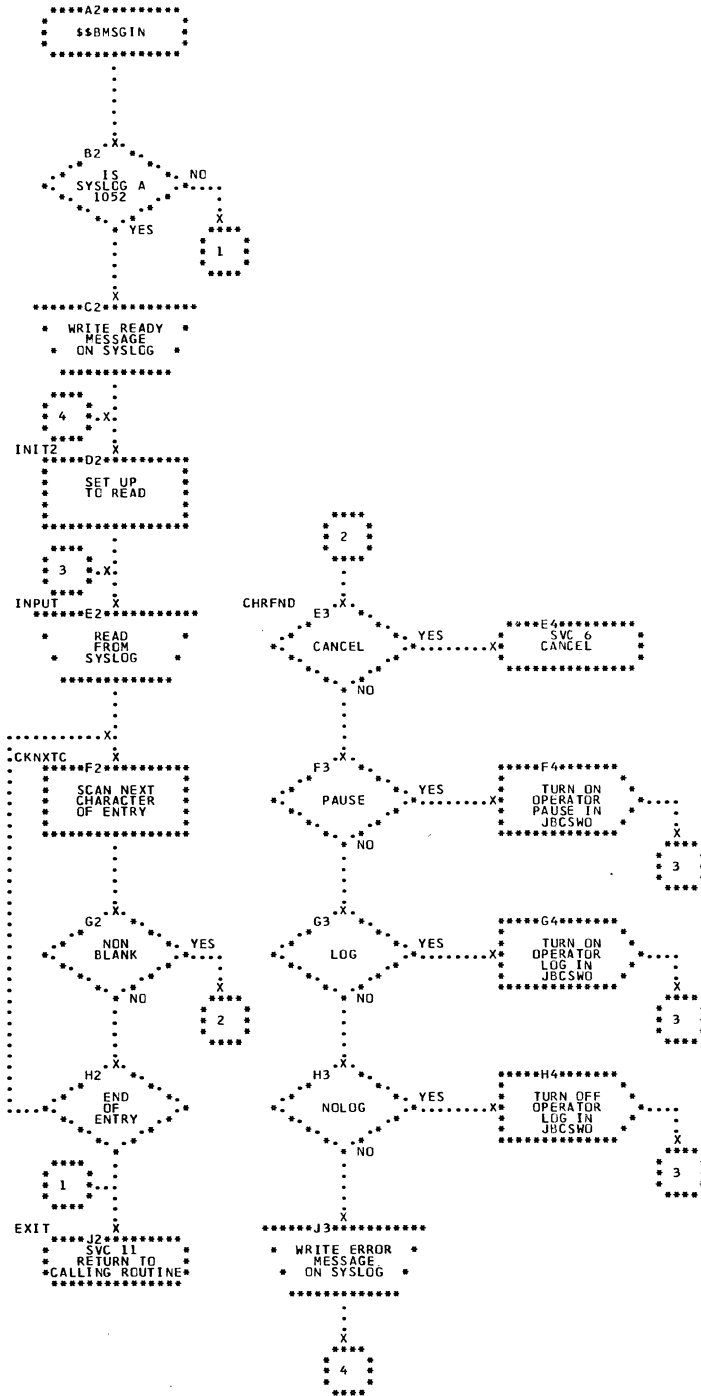 A2
$$BMSGIN
B2
IS
SYSLOG A
1052
NO
YES
1
C2
WRITE READY
MESSAGE
ON SYSLOG
4
INIT2
D2
SET UP
TO READ
3
INPUT
E2
READ
FROM
SYSLOG
CKNXTC
F2
SCAN NEXT
CHARACTER
OF ENTRY
G2
NON
BLANK
YES
NO
2
H2
END
OF
ENTRY
1
EXIT
J2
SVC 11
RETURN TO
CALLING ROUTINE
2
CHRFND
E3
CANCEL
YES
NO
E4
SVC 6
CANCEL
F3
PAUSE
YES
NO
F4
TURN ON
OPERATOR
PAUSE IN
JBCSW0
3
G3
LOG
YES
NO
G4
TURN ON
OPERATOR
LOG IN
JBCSW0
3
H3
NOLOG
YES
NO
H4
TURN OFF
OPERATOR
LOG IN
JBCSW0
3
J3
WRITE ERROR
MESSAGE
ON SYSLOG
4